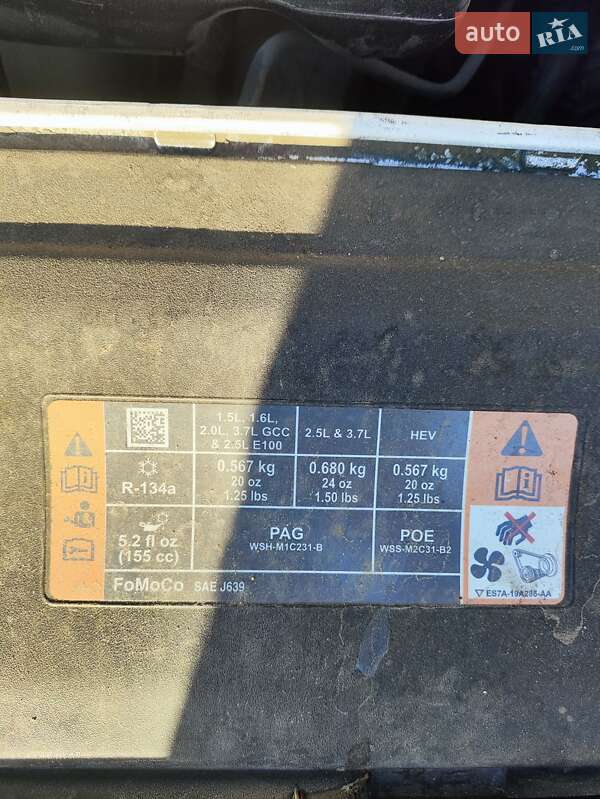 auto RIA.com
1.5L, 1.6L,
2.0L, 3.7L GCC
& 2.5L E100
2.5L & 3.7L
HEV
R-134a
0.567 kg
20 oz
1.25 lbs
0.680 kg
24 oz
1.50 lbs
0.567 kg
20 oz
1.25 lbs
5.2 fl oz
(155 cc)
PAG
WSH-M1C231-B
POE
WSS-M2C31-B2
FoMoCo SAE J639
ES7A-19A286-AA